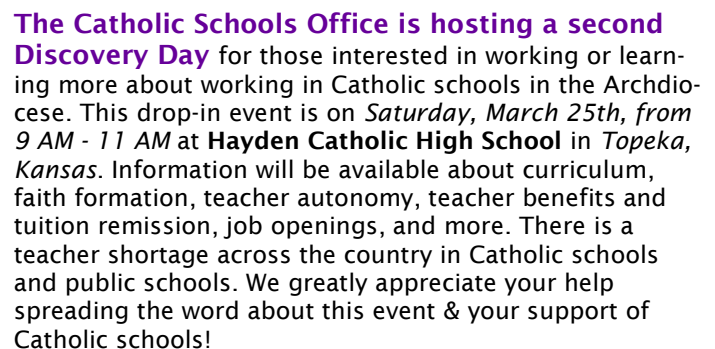 The Catholic Schools Office is hosting a second
Discovery Day for those interested in working or learn-
ing more about working in Catholic schools in the Archdio-
cese. This drop-in event is on Saturday, March 25th, from
9 AM - 11 AM at Hayden Catholic High School in Topeka,
Kansas. Information will be available about curriculum,
faith formation, teacher autonomy, teacher benefits and
tuition remission, job openings, and more. There is a
teacher shortage across the country in Catholic schools
and public schools. We greatly appreciate your help
spreading the word about this event & your support of
Catholic schools!